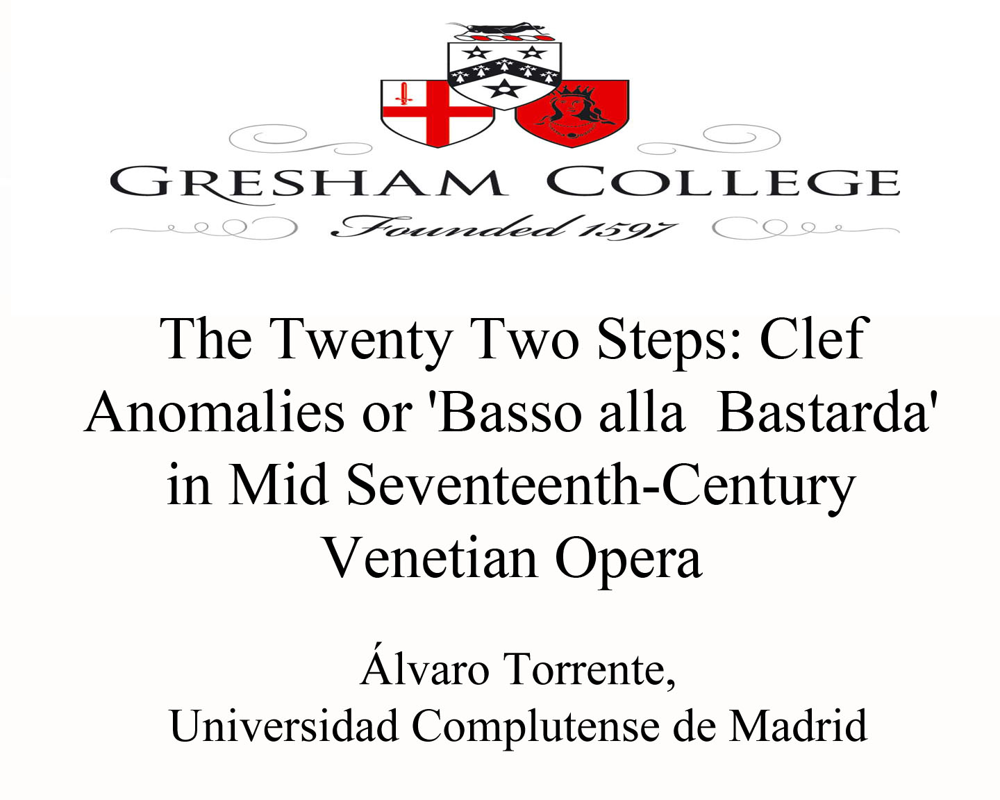 GRESHAM COLLEGE
Founded 1597
The Twenty Two Steps: Clef
Anomalies or 'Basso alla  Bastarda'
in Mid Seventeenth-Century
Venetian Opera
Álvaro Torrente,
Universidad Complutense de Madrid